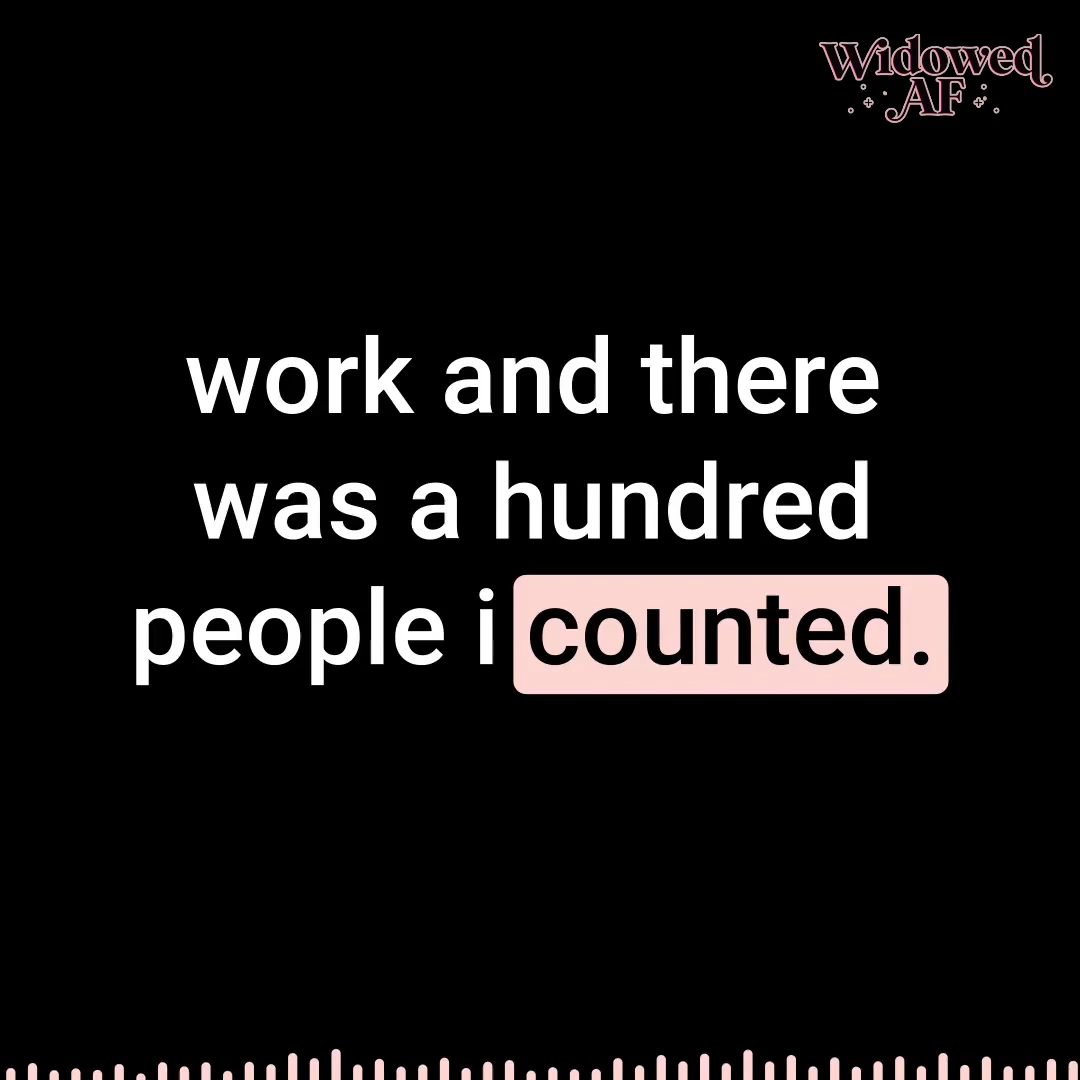 Widowed
AF
work and there
was a hundred
people i counted.